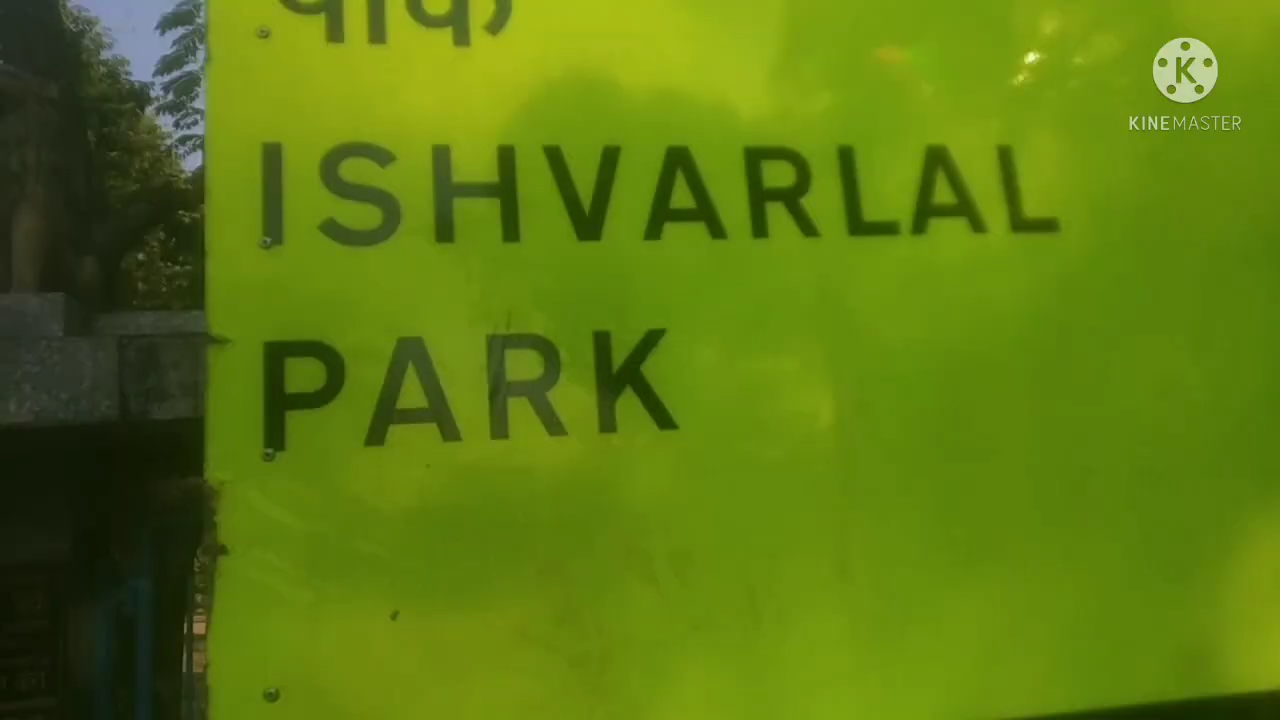 पार्क
ISHVARLAL
PARK
K
KINEMASTER